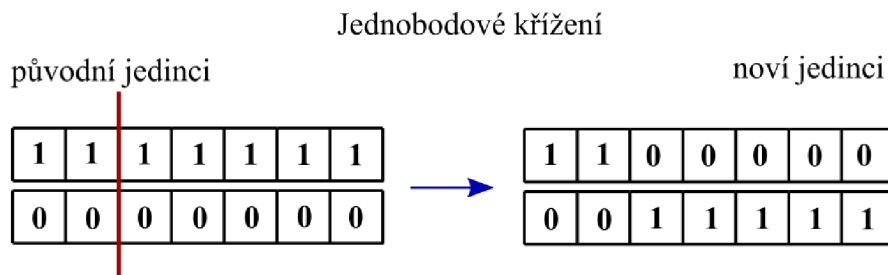 Jednobodové křížení
původní jedinci
noví jedinci
1 1 1 1 1 1 1
1 1 0 0 0 0 0
0 0 0 0 0 0 0
0 0 1 1 1 1 1